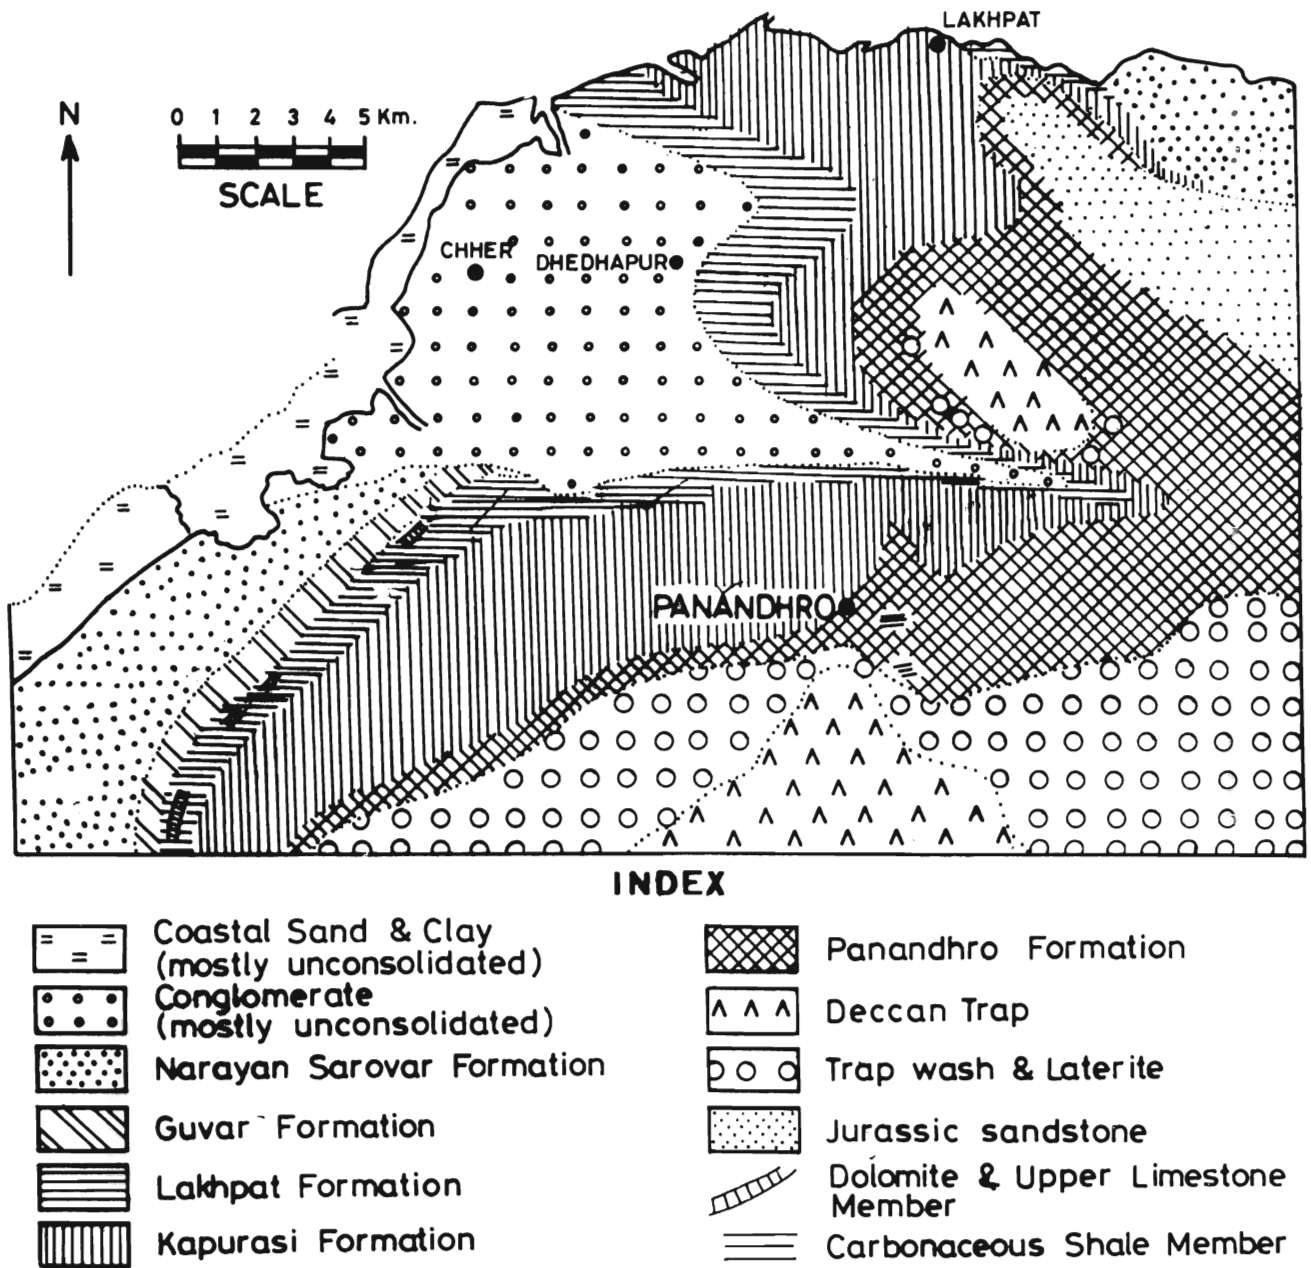 LAKHPAT
N
0 1 2 3 4 5 Km.
SCALE
CHHER
DHEDHAPUR
PANANDHRO
INDEX
Coastal Sand & Clay
(mostly unconsolidated)
Conglomerate
(mostly unconsolidated)
Narayan Sarovar Formation
Guvar Formation
Lakhpat Formation
Kapurasi Formation
Panandhro Formation
Deccan Trap
Trap wash & Laterite
Jurassic sandstone
Dolomite & Upper Limestone
Member
Carbonaceous Shale Member